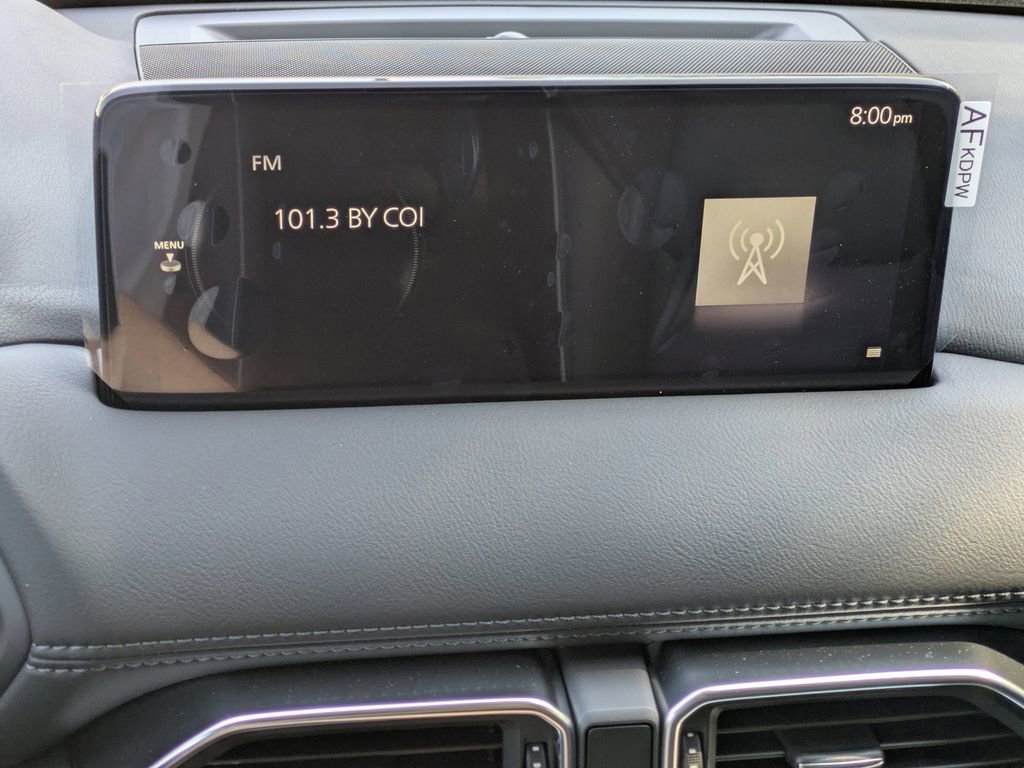 8:00pm
FM
101.3 BY COI
MENU
AF
KDPW